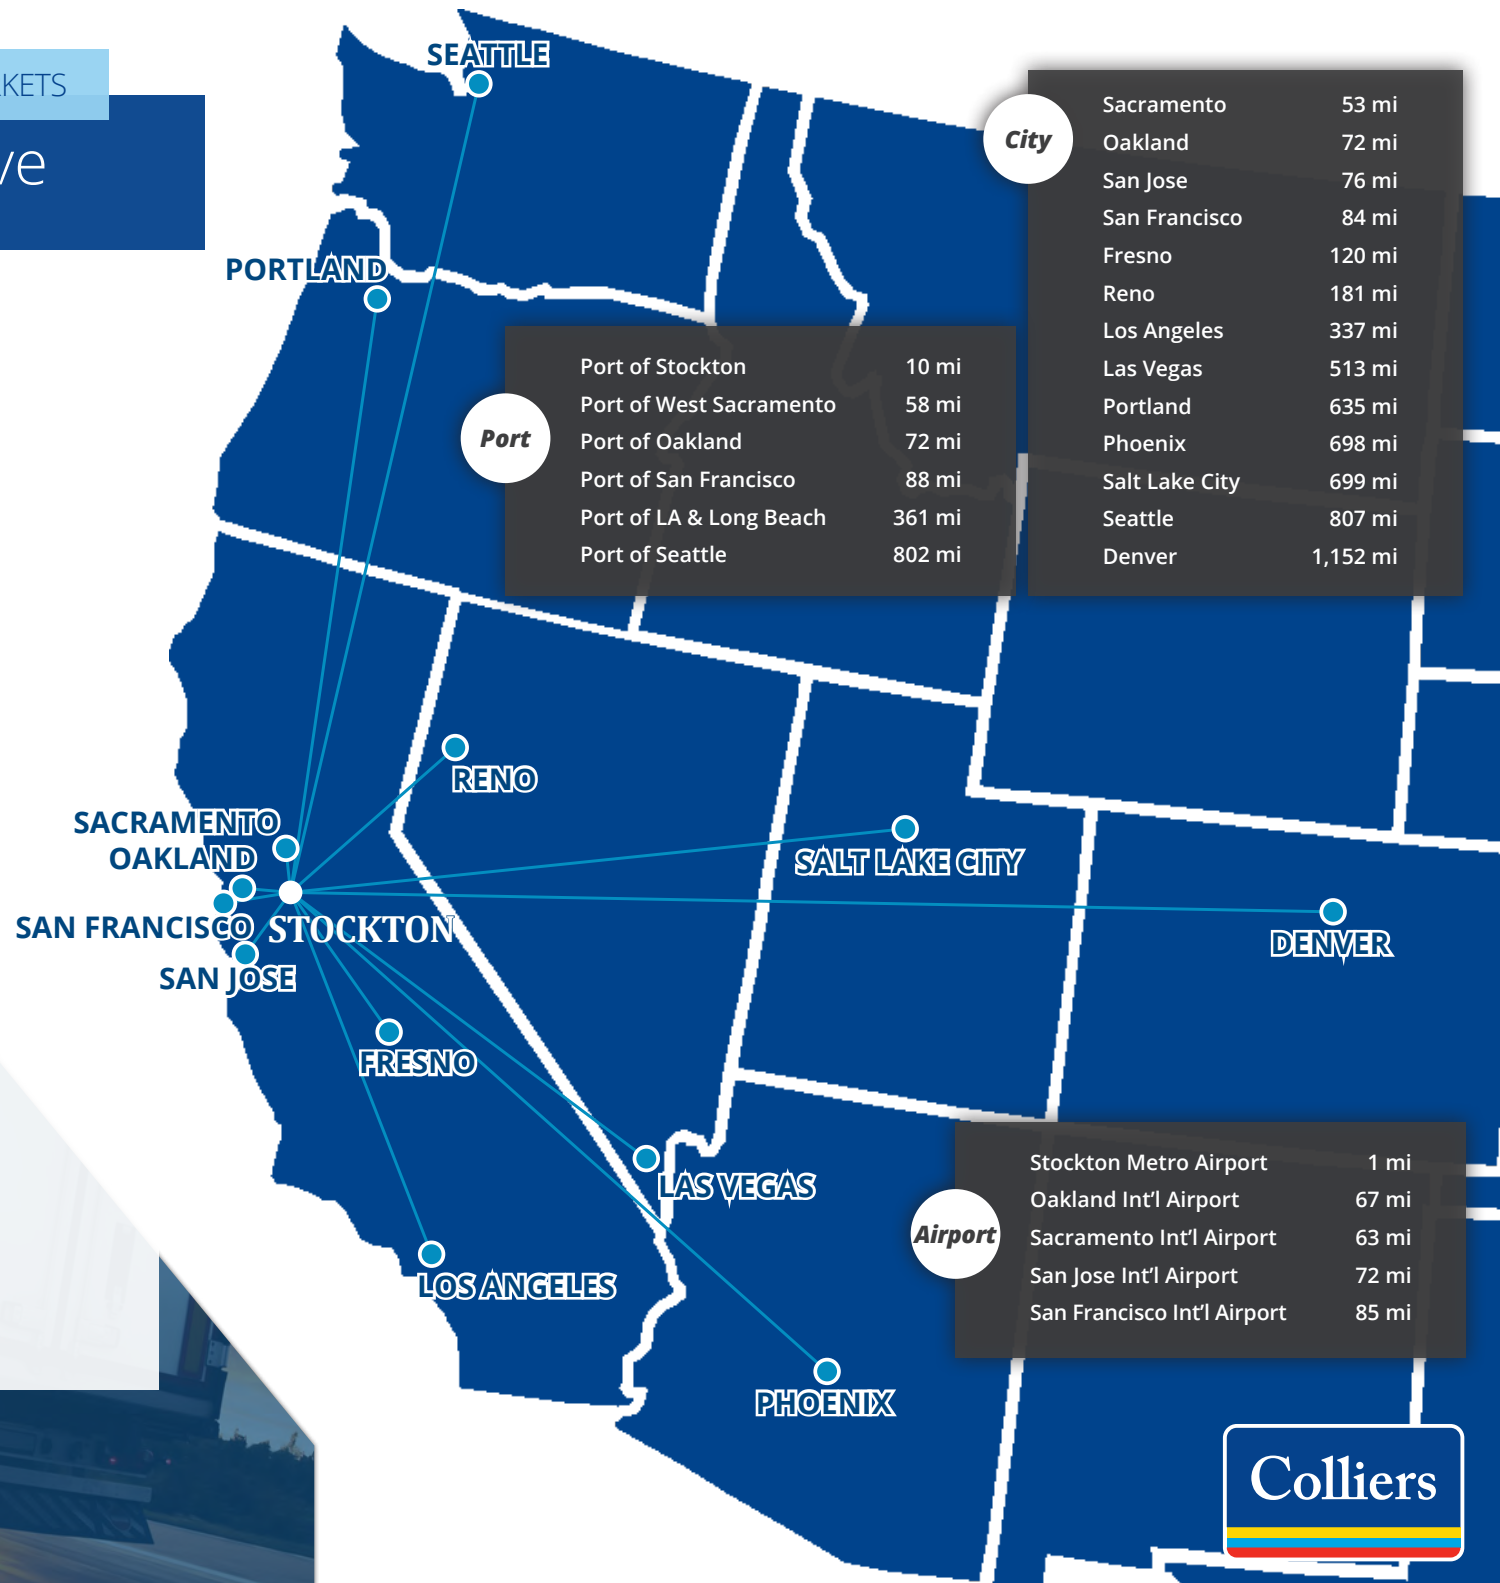 SEATTLE
PORTLAND
RENO
SACRAMENTO
OAKLAND
SAN FRANCISCO
STOCKTON
SAN JOSE
SALT LAKE CITY
DENVER
FRESNO
LAS VEGAS
LOS ANGELES
PHOENIX
City
Sacramento 53 mi
Oakland 72 mi
San Jose 76 mi
San Francisco 84 mi
Fresno 120 mi
Reno 181 mi
Los Angeles 337 mi
Las Vegas 513 mi
Portland 635 mi
Phoenix 698 mi
Salt Lake City 699 mi
Seattle 807 mi
Denver 1,152 mi
Port
Port of Stockton 10 mi
Port of West Sacramento 58 mi
Port of Oakland 72 mi
Port of San Francisco 88 mi
Port of LA & Long Beach 361 mi
Port of Seattle 802 mi
Airport
Stockton Metro Airport 1 mi
Oakland Int’l Airport 67 mi
Sacramento Int’l Airport 63 mi
San Jose Int’l Airport 72 mi
San Francisco Int’l Airport 85 mi
Colliers